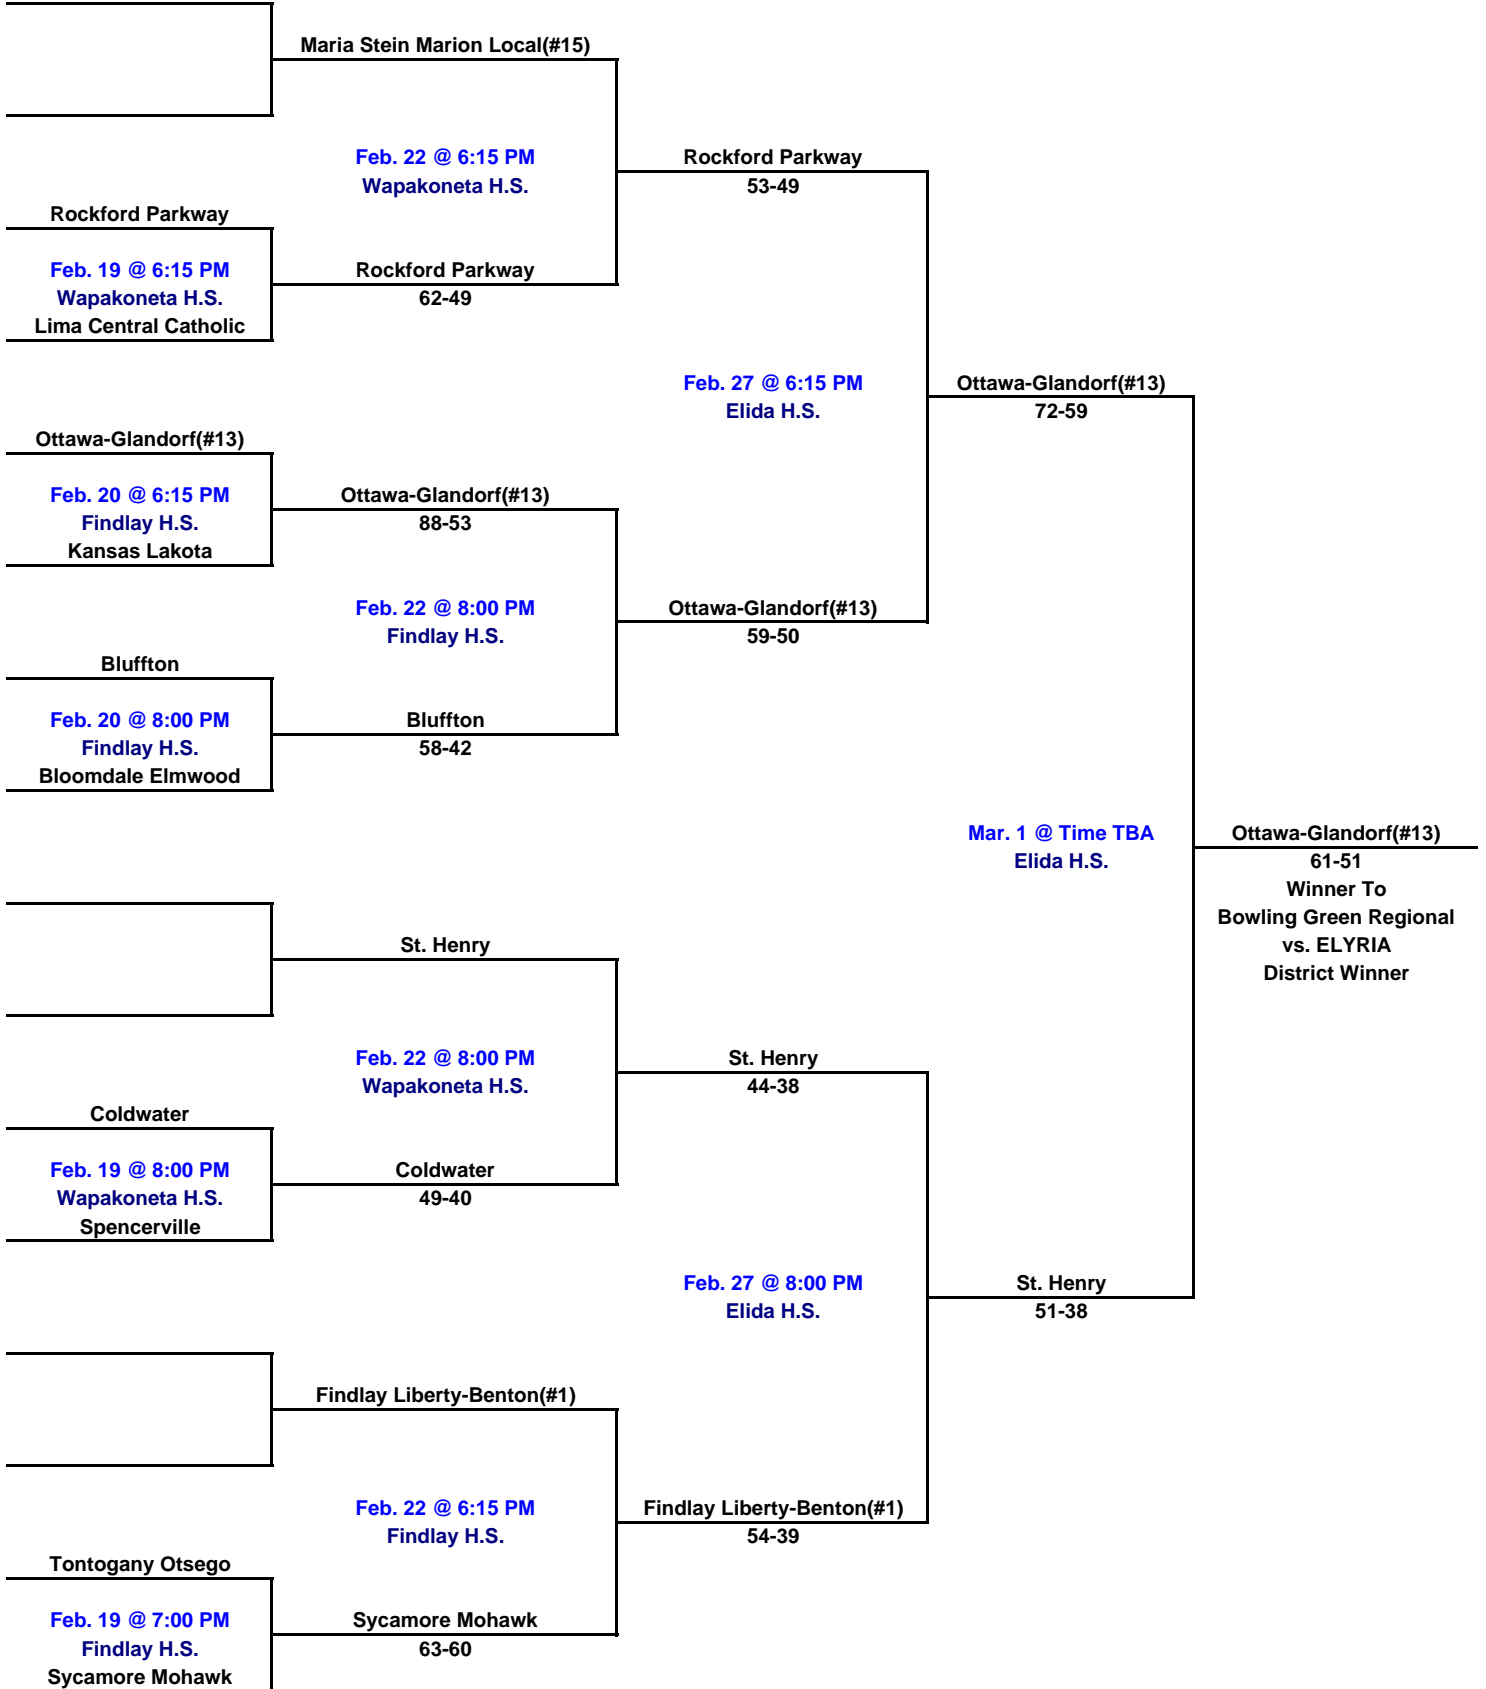 Maria Stein Marion Local(#15)
Feb. 22 @ 6:15 PM
Wapakoneta H.S.
Rockford Parkway
53-49
Rockford Parkway
Feb. 19 @ 6:15 PM
Wapakoneta H.S.
Lima Central Catholic
Rockford Parkway
62-49
Feb. 27 @ 6:15 PM
Elida H.S.
Ottawa-Glandorf(#13)
72-59
Ottawa-Glandorf(#13)
Feb. 20 @ 6:15 PM
Findlay H.S.
Kansas Lakota
Ottawa-Glandorf(#13)
88-53
Feb. 22 @ 8:00 PM
Findlay H.S.
Ottawa-Glandorf(#13)
59-50
Bluffton
Feb. 20 @ 8:00 PM
Findlay H.S.
Bloomdale Elmwood
Bluffton
58-42
Mar. 1 @ Time TBA
Elida H.S.
Ottawa-Glandorf(#13)
61-51
Winner To
Bowling Green Regional
vs. ELYRIA
District Winner
St. Henry
Feb. 22 @ 8:00 PM
Wapakoneta H.S.
St. Henry
44-38
Coldwater
Feb. 19 @ 8:00 PM
Wapakoneta H.S.
Spencerville
Coldwater
49-40
Feb. 27 @ 8:00 PM
Elida H.S.
St. Henry
51-38
Findlay Liberty-Benton(#1)
Feb. 22 @ 6:15 PM
Findlay H.S.
Findlay Liberty-Benton(#1)
54-39
Tontogany Otsego
Feb. 19 @ 7:00 PM
Findlay H.S.
Sycamore Mohawk
Sycamore Mohawk
63-60